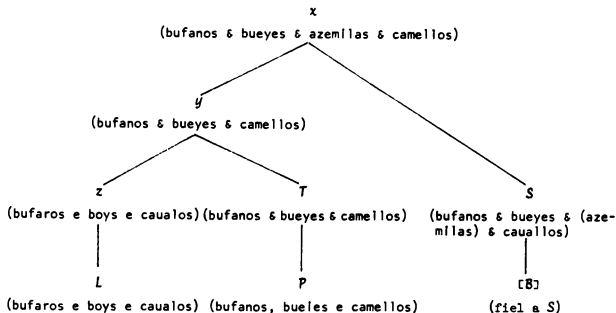 x
(bufanos & bueyes & azemilas & camellos)
y
(bufanos & bueyes & camellos)
z T S
(bufaros e boys e caualos) (bufanos & bueyes & camellos) (bufanos & bueyes & (aze-
milas) & cauallos)
L P [B]
(bufaros e boys e caualos) (bufanos, bueies e camellos) (fiel a S)